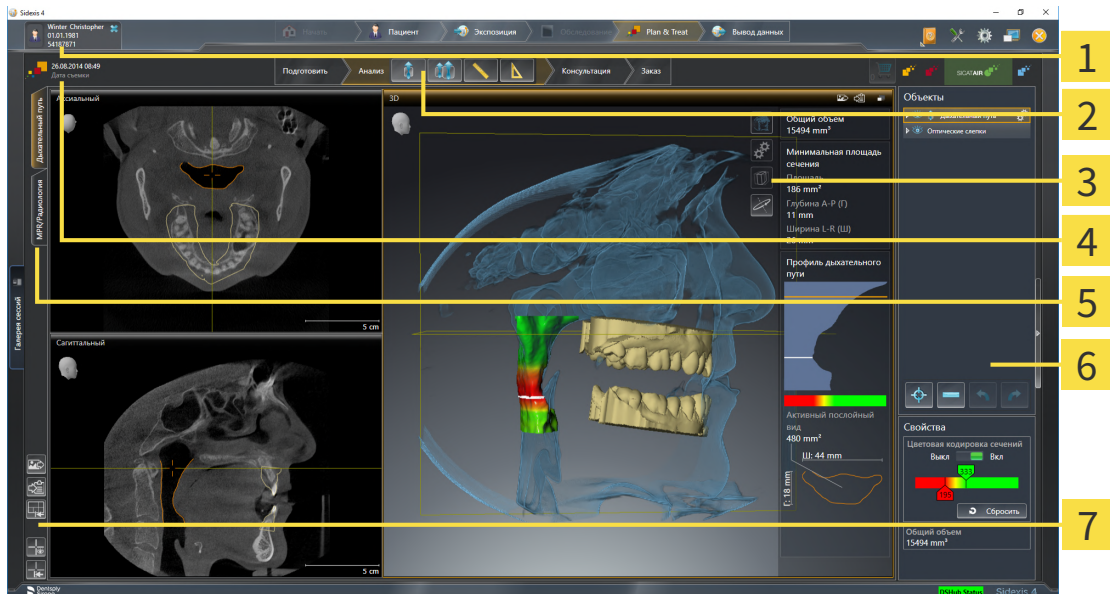 Sidexis 4
Winter Christopher
01.01.1981
54187871
Пациент
Экспозиция
Обследование
Plan & Treat
Вывод данных
26.08.2014 08:49
Дата съемки
Подготовить
Анализ
Консультация
Заказ
SICAT AIR
Дыхательный путь
MPR/Радиология
Галерея сессий
Аксиальный
5 cm
Сагиттальный
5 cm
3D
Общий объем
15494 mm³
Минимальная площадь сечения
Площадь
186 mm²
Глубина A-P (Г)
11 mm
Ширина L-R (Ш)
Профиль дыхательного пути
Активный послойный вид
480 mm²
Ш: 44 mm
Г: 18 mm
Объекты
Дыхательный путь
Оптические слепки
Свойства
Цветовая кодировка сечений
Выкл
Вкл
333
195
Сбросить
Общий объем
15494 mm³
Dentsply
Sirona
DSHub Status
Sidexis 4
1
2
3
4
5
6
7